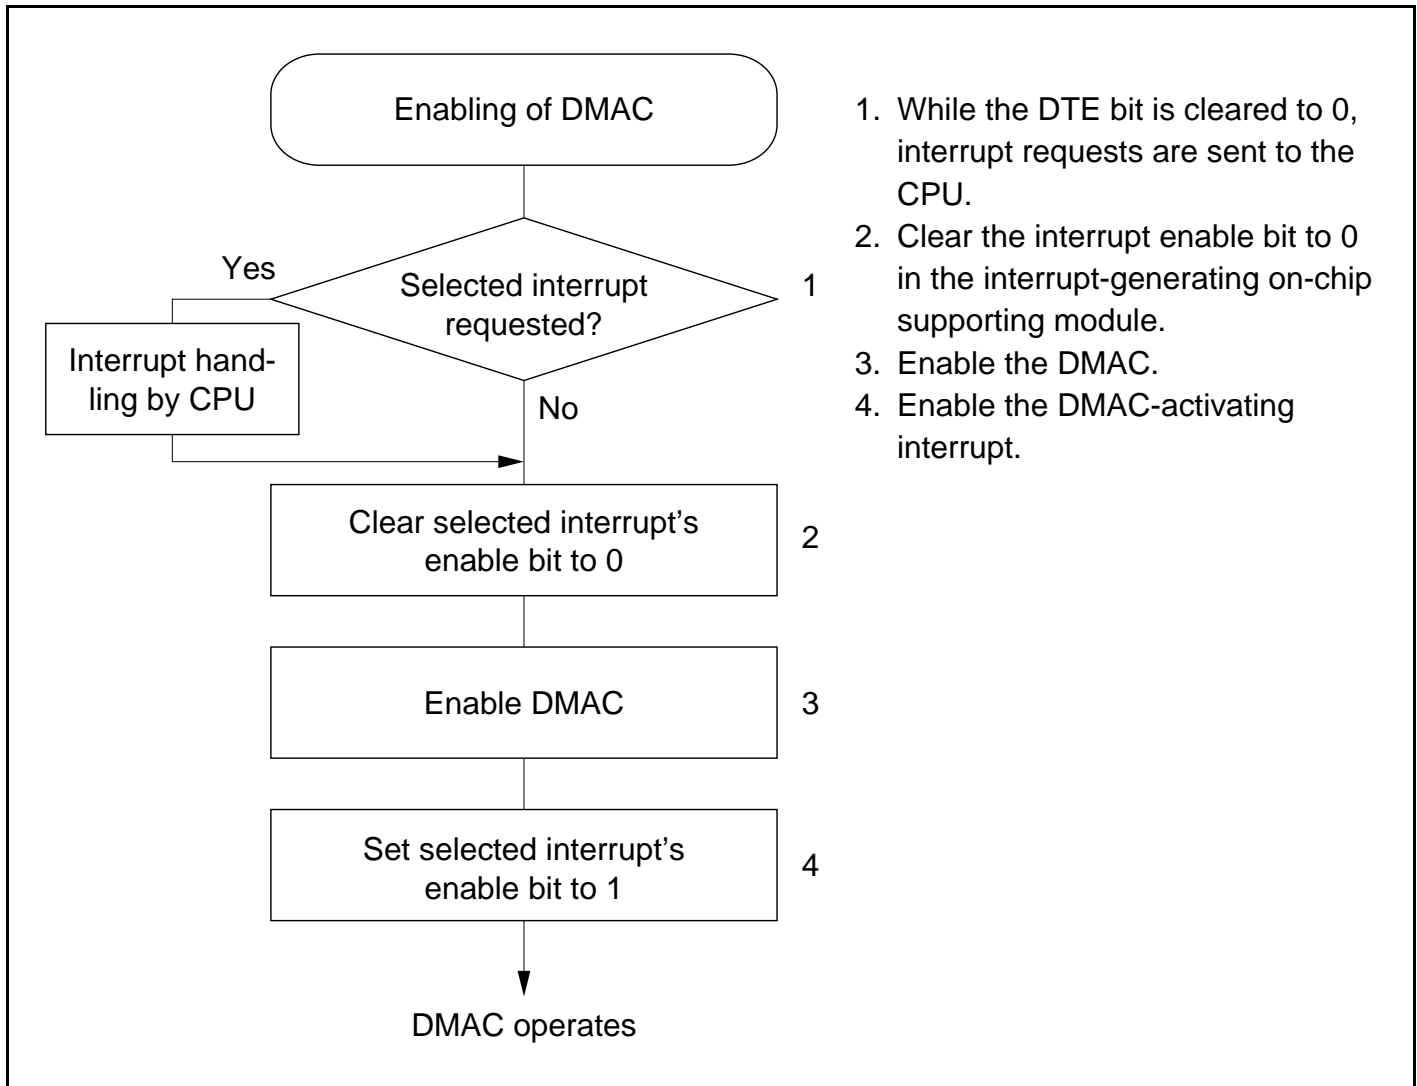 Enabling of DMAC
Yes
Selected interrupt
requested?
1
Interrupt hand-
ling by CPU
No
Clear selected interrupt’s
enable bit to 0
2
Enable DMAC
3
Set selected interrupt’s
enable bit to 1
4
DMAC operates
1. While the DTE bit is cleared to 0,
interrupt requests are sent to the
CPU.
2. Clear the interrupt enable bit to 0
in the interrupt-generating on-chip
supporting module.
3. Enable the DMAC.
4. Enable the DMAC-activating
interrupt.